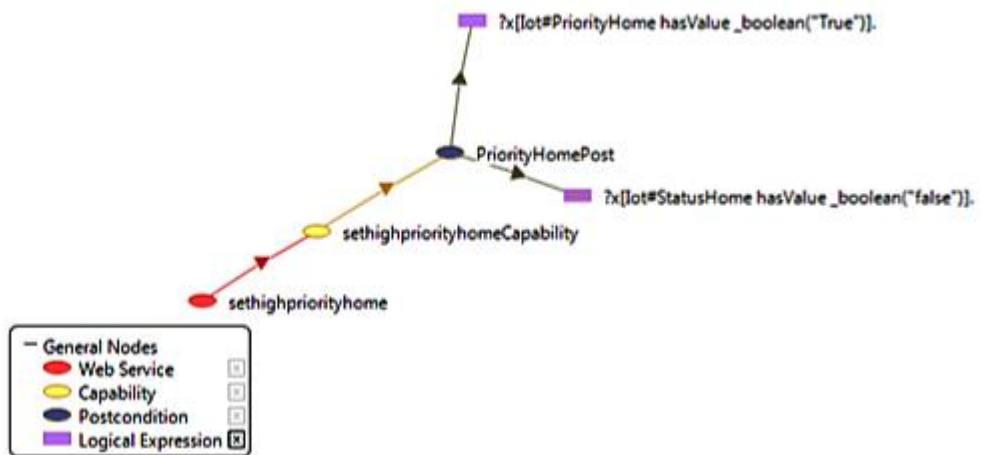 ?x[Iot#PriorityHome hasValue _boolean("True")].
PriorityHomePost
?x[Iot#StatusHome hasValue _boolean("false")].
sethighpriorityhomeCapability
sethighpriorityhome
General Nodes
Web Service
Capability
Postcondition
Logical Expression